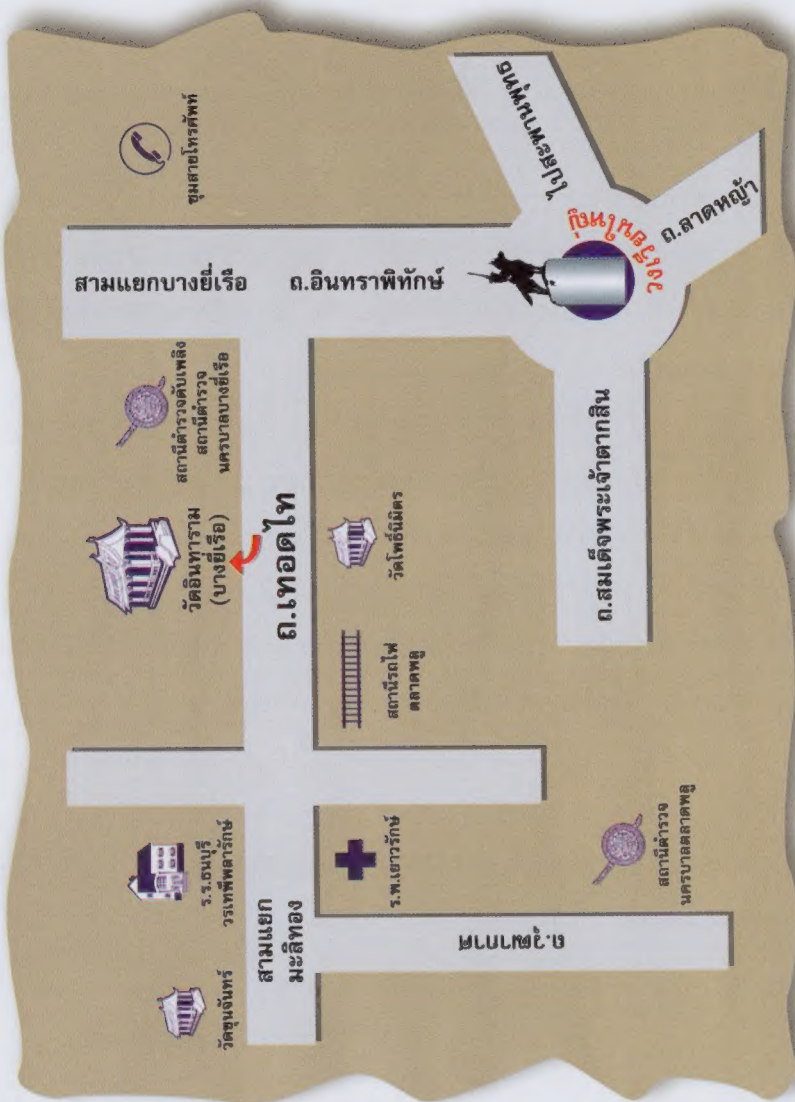 ชุมสายโทรศัพท์
ไปสะพานพุทธ
สามแยกบางยี่เรือ
ถ.อินทราพิทักษ์
วงเวียนใหญ่
ถ.ลาดหญ้า
สถานีตำรวจดับเพลิง
สถานีตำรวจ
นครบาลบางยี่เรือ
วัดอินทาราม
(บางยี่เรือ)
ถ.เทอดไท
วัดโพธิ์นิมิตร
ถ.สมเด็จพระเจ้าตากสิน
สถานีรถไฟ
ตลาดพลู
ร.ร.ธนบุรี
วรเทพีพลารักษ์
ร.พ.เยาวรักษ์
สถานีตำรวจ
นครบาลตลาดพลู
วัดขุนจันทร์
สามแยก
มะลิทอง
ถ.วุฒากาศ